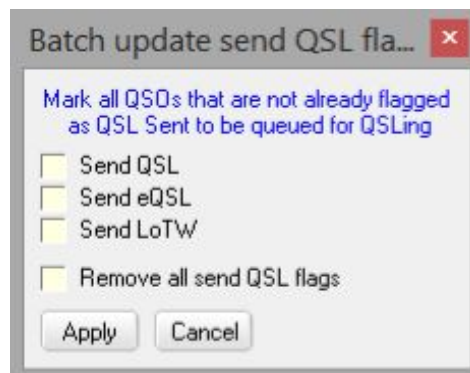 Batch update send QSL fla...
Mark all QSOs that are not already flagged
as QSL Sent to be queued for QSLing
Send QSL
Send eQSL
Send LoTW
Remove all send QSL flags
Apply Cancel